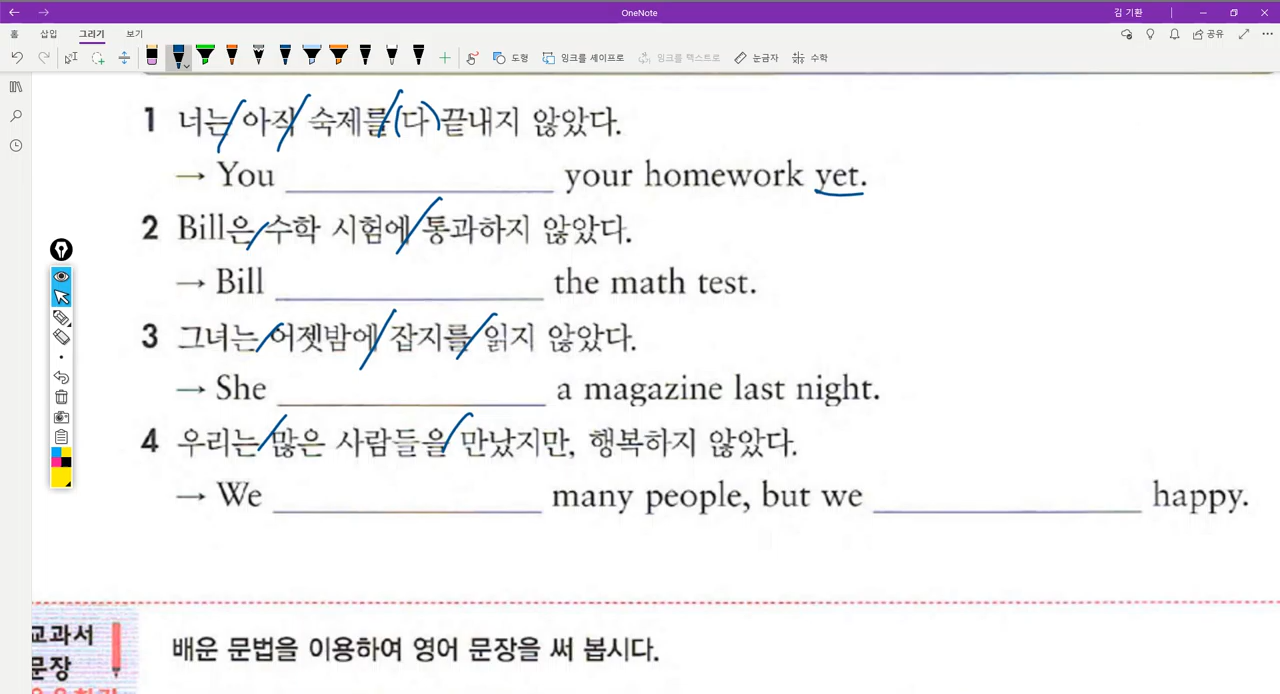 OneNote
김 기환
홈 삽입 그리기 보기
공유
도형 잉크를 셰이프로 잉크를 텍스트로 눈금자 수학
1 너는 아직 숙제를 (다) 끝내지 않았다.
→ You ____ your homework yet.
2 Bill은 수학 시험에 통과하지 않았다.
→ Bill ____ the math test.
3 그녀는 어젯밤에 잡지를 읽지 않았다.
→ She ____ a magazine last night.
4 우리는 많은 사람들을 만났지만, 행복하지 않았다.
→ We ____ many people, but we ____ happy.
교과서
문장
배운 문법을 이용하여 영어 문장을 써 봅시다.